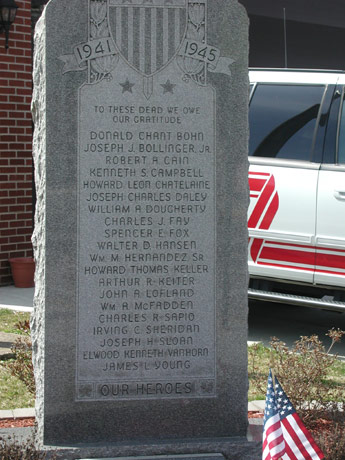 1941 1945
TO THESE DEAD WE OWE
OUR GRATITUDE
DONALD CHANT BOHN
JOSEPH J. BOLLINGER, JR.
ROBERT A. CAIN
KENNETH S. CAMPBELL
HOWARD LEON CHATELAINE
JOSEPH CHARLES DALEY
WILLIAM A. DOUGHERTY
CHARLES J. FAY
SPENCER E. FOX
WALTER D. HANSEN
WM. M. HERNANDEZ SR.
HOWARD THOMAS KELLER
ARTHUR R. KEITER
JOHN A. LOFLAND
WM. A. MCFADDEN
CHARLES R. SAPIO
IRVING C. SHERIDAN
JOSEPH H. SLOAN
ELWOOD KENNETH VANHORN
JAMES L. YOUNG
OUR HEROES